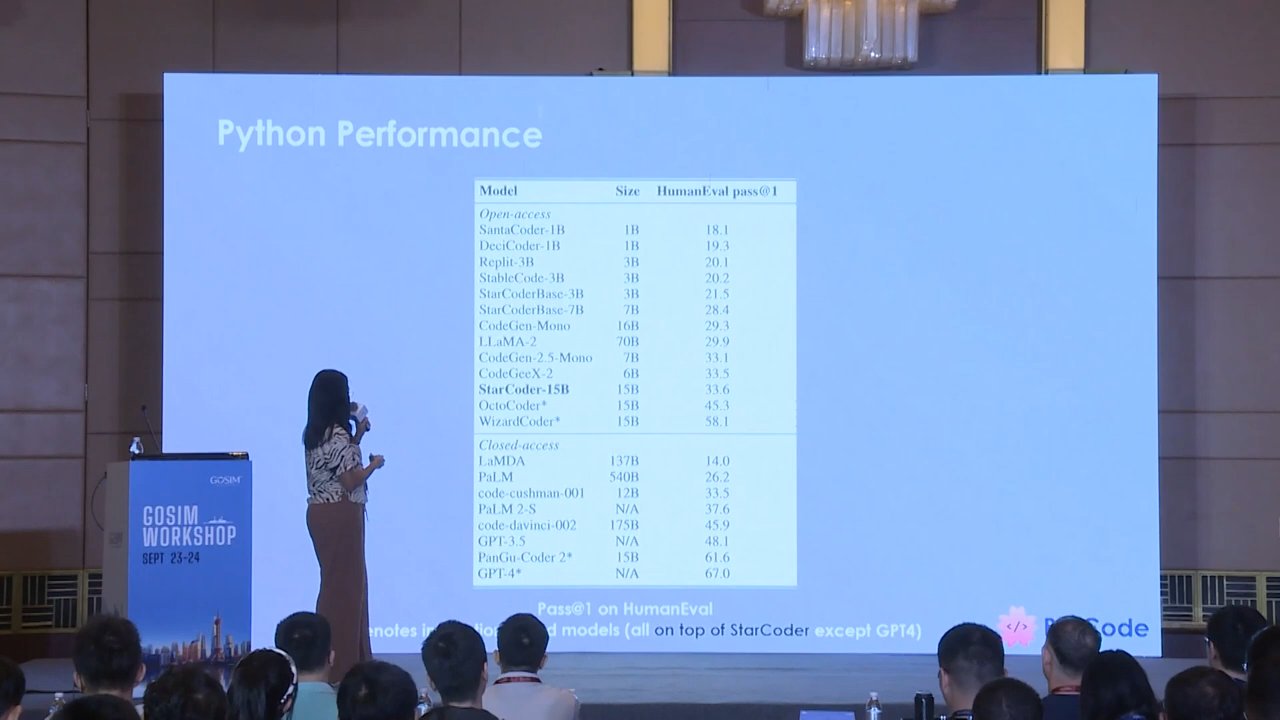 Python Performance
Model Size HumanEval pass@1
Open-access
SantaCoder-1B 1B 18.1
DeciCoder-1B 1B 19.3
Replit-3B 3B 20.1
StableCode-3B 3B 20.2
StarCoderBase-3B 3B 21.5
StarCoderBase-7B 7B 28.4
CodeGen-Mono 16B 29.3
LLaMA-2 70B 29.9
CodeGen-2.5-Mono 7B 33.1
CodeGeeX-2 6B 33.5
StarCoder-15B 15B 33.6
OctoCoder* 15B 45.3
WizardCoder* 15B 58.1
Closed-access
LaMDA 137B 14.0
PaLM 540B 26.2
code-cushman-001 12B 33.5
PaLM 2-S N/A 37.6
code-davinci-002 175B 45.9
GPT-3.5 N/A 48.1
PanGu-Coder 2* 15B 61.6
GPT-4* N/A 67.0
Pass@1 on HumanEval
models (all on top of StarCoder except GPT4)
</>
Code
GOSIM
GOSIM
WORKSHOP
SEPT 23-24